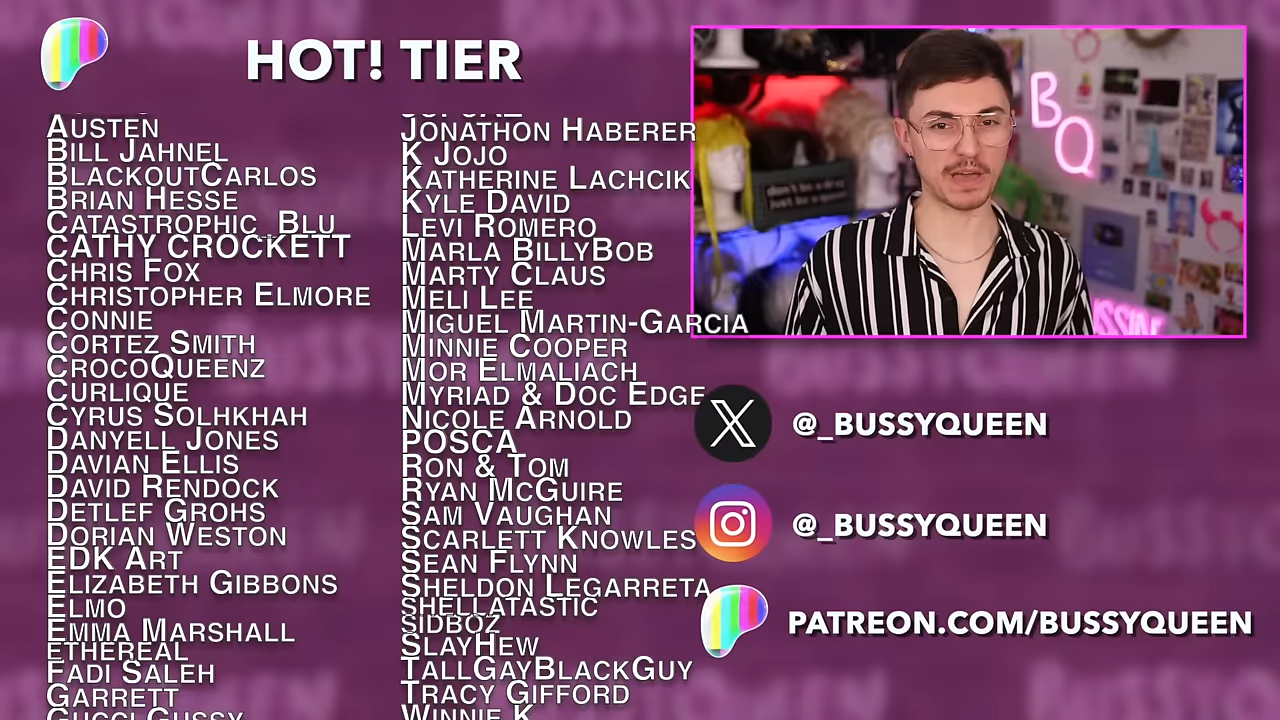 HOT! TIER
AUSTEN
BILL JAHNEL
BLACKOUTCARLOS
BRIAN HESSE
CATASTROPHIC_BLU
CATHY CROCKETT
CHRIS FOX
CHRISTOPHER ELMORE
CONNIE
CORTEZ SMITH
CROCOQUEENZ
CURLIQUE
CYRUS SOLHKHAH
DANYELL JONES
DAVIAN ELLIS
DAVID RENDOCK
DETLEF GROHS
DORIAN WESTON
EDK ART
ELIZABETH GIBBONS
ELMO
EMMA MARSHALL
ETHEREAL
FADI SALEH
GARRETT
GUCCI GUSSY
JONATHON HABERER
K JOJO
KATHERINE LACHCIK
KYLE DAVID
LEVI ROMERO
MARLA BILLYBOB
MARTY CLAUS
MELI LEE
MIGUEL MARTIN-GARCIA
MINNIE COOPER
MOR ELMALIACH
MYRIAD & DOC EDGE
NICOLE ARNOLD
POSCA
RON & TOM
RYAN MCGUIRE
SAM VAUGHAN
SCARLETT KNOWLES
SEAN FLYNN
SHELDON LEGARRETA
SHELLATASTIC
SIDBOZ
SLAYHEW
TALLGAYBLACKGUY
TRACY GIFFORD
WINNIE K
BQ
@_BUSSYQUEEN
@_BUSSYQUEEN
PATREON.COM/BUSSYQUEEN